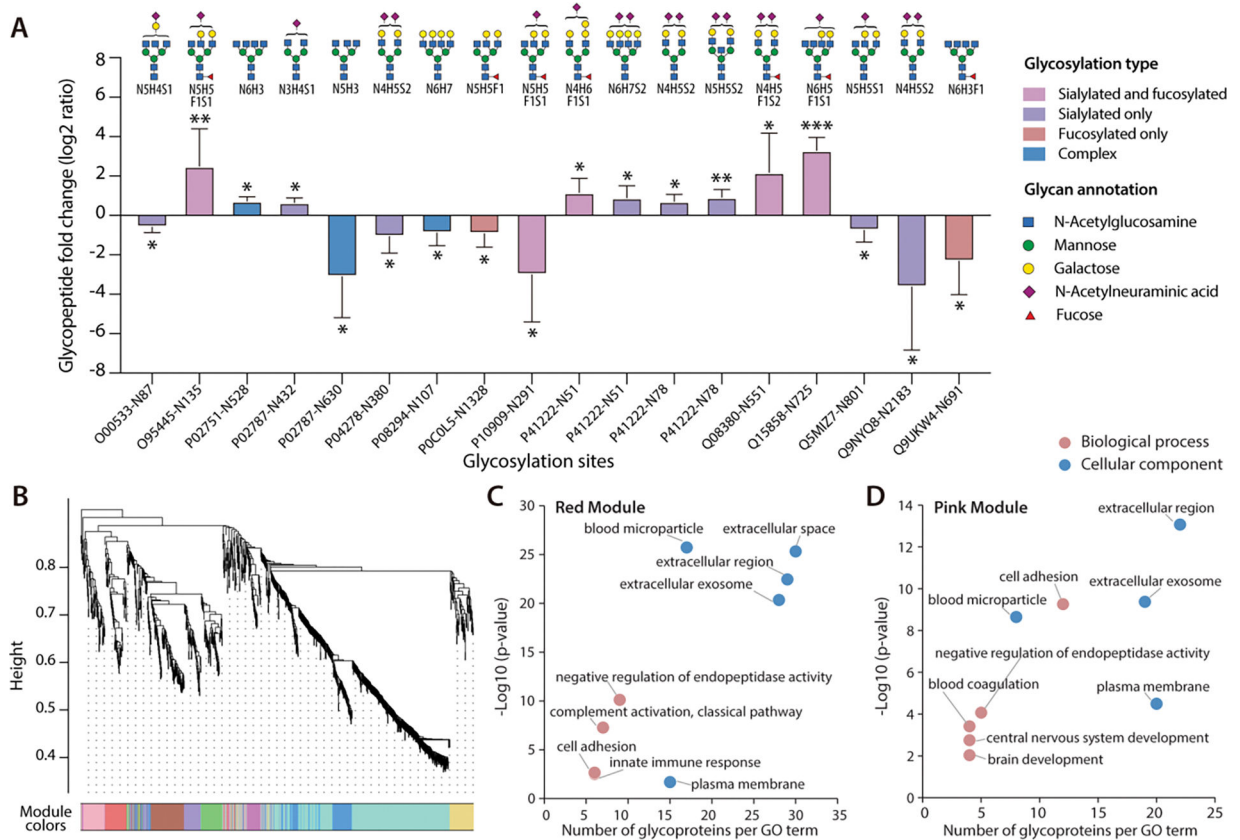 A
N5H4S1
N5H5
F1S1
N6H3
N3H4S1
N5H3
N4H5S2
N6H7
N5H5F1
N5H5
F1S1
N4H6
F1S1
N6H7S2
N4H5S2
N5H5S2
N4H5
F1S2
N6H5
F1S1
N5H5S1
N4H5S2
N6H3F1
Glycopeptide fold change (log2 ratio)
8
6
4
2
0
-2
-4
-6
-8
*
**
*
*
*
*
*
*
*
*
*
*
**
*
***
*
*
*
O00533-N87
O95445-N135
P02751-N528
P02787-N432
P02787-N630
P04278-N380
P08294-N107
P0C0L5-N1328
P10909-N291
P41222-N51
P41222-N51
P41222-N78
P41222-N78
Q08380-N551
Q15858-N725
Q5MIZ7-N801
Q9NYQ8-N2183
Q9UKW4-N691
Glycosylation sites
Glycosylation type
Sialylated and fucosylated
Sialylated only
Fucosylated only
Complex
Glycan annotation
N-Acetylglucosamine
Mannose
Galactose
N-Acetylneuraminic acid
Fucose
Biological process
Cellular component
B
Height
0.8
0.7
0.6
0.5
0.4
Module
colors
C
Red Module
-Log10 (p-value)
30
25
20
15
10
5
0
blood microparticle
extracellular space
extracellular region
extracellular exosome
negative regulation of endopeptidase activity
complement activation, classical pathway
cell adhesion
innate immune response
plasma membrane
0 5 10 15 20 25 30 35
Number of glycoproteins per GO term
D
Pink Module
-Log10 (p-value)
14
12
10
8
6
4
2
0
extracellular region
cell adhesion
extracellular exosome
blood microparticle
negative regulation of endopeptidase activity
blood coagulation
plasma membrane
central nervous system development
brain development
0 5 10 15 20 25
Number of glycoproteins per GO term